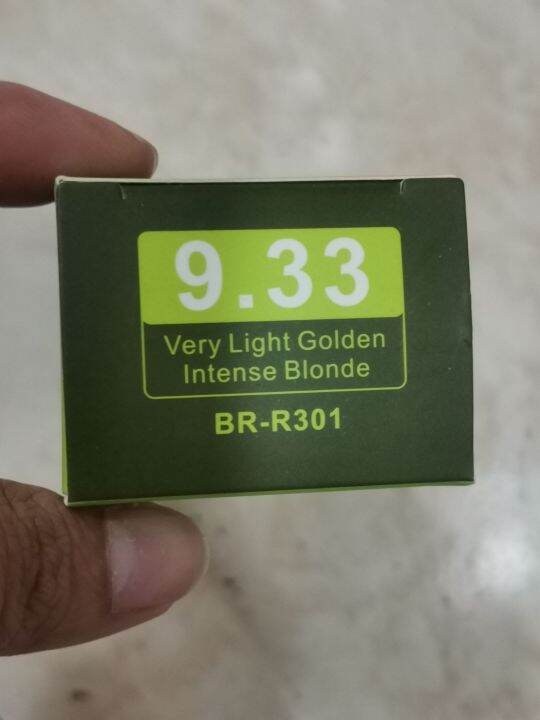 9.33
Very Light Golden
Intense Blonde
BR-R301